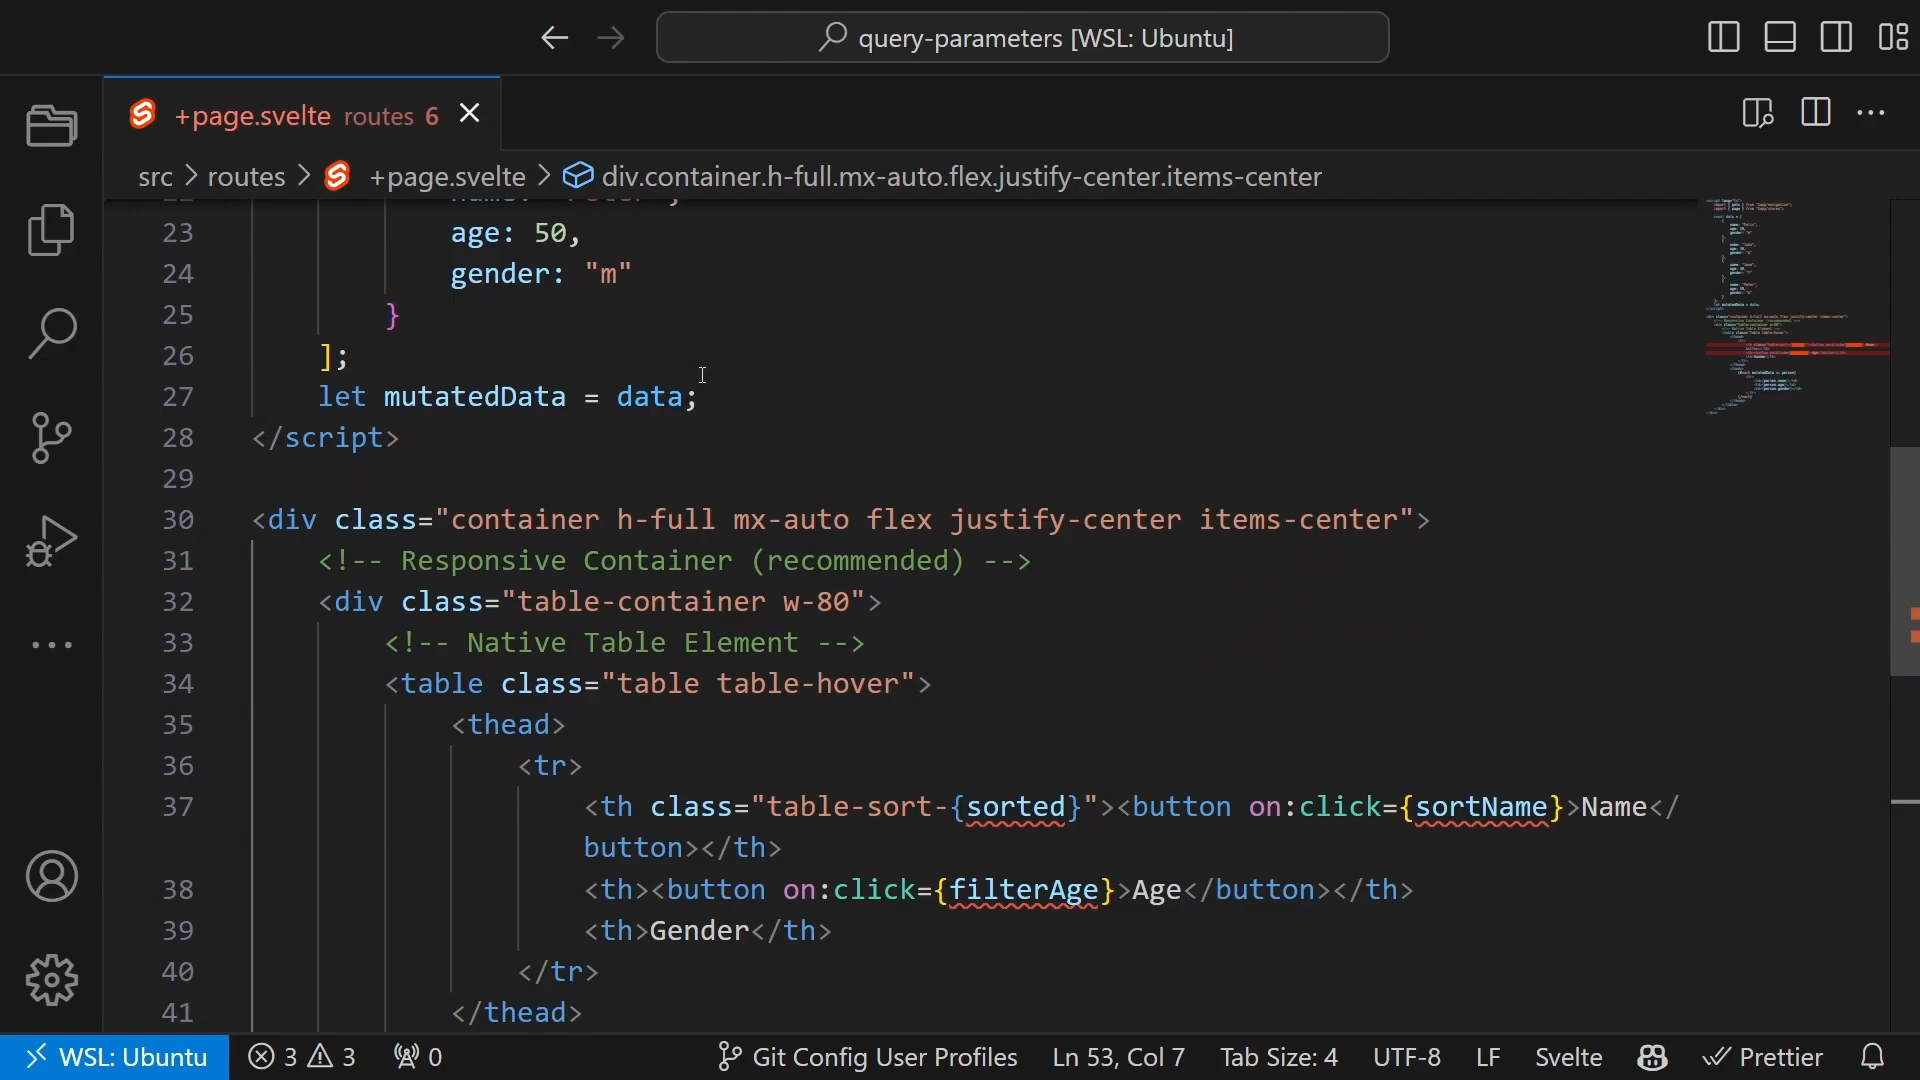 query-parameters [WSL: Ubuntu]
+page.svelte routes 6
src > routes > +page.svelte > div.container.h-full.mx-auto.flex.justify-center.items-center
23 age: 50,
24 gender: "m"
25 }
26 ];
27 let mutatedData = data;
28 </script>
29
30 <div class="container h-full mx-auto flex justify-center items-center">
31 <!-- Responsive Container (recommended) -->
32 <div class="table-container w-80">
33 <!-- Native Table Element -->
34 <table class="table table-hover">
35 <thead>
36 <tr>
37 <th class="table-sort-{sorted}"><button on:click={sortName}>Name</
button></th>
38 <th><button on:click={filterAge}>Age</button></th>
39 <th>Gender</th>
40 </tr>
41 </thead>
WSL: Ubuntu 3 3 0 Git Config User Profiles Ln 53, Col 7 Tab Size: 4 UTF-8 LF Svelte Prettier